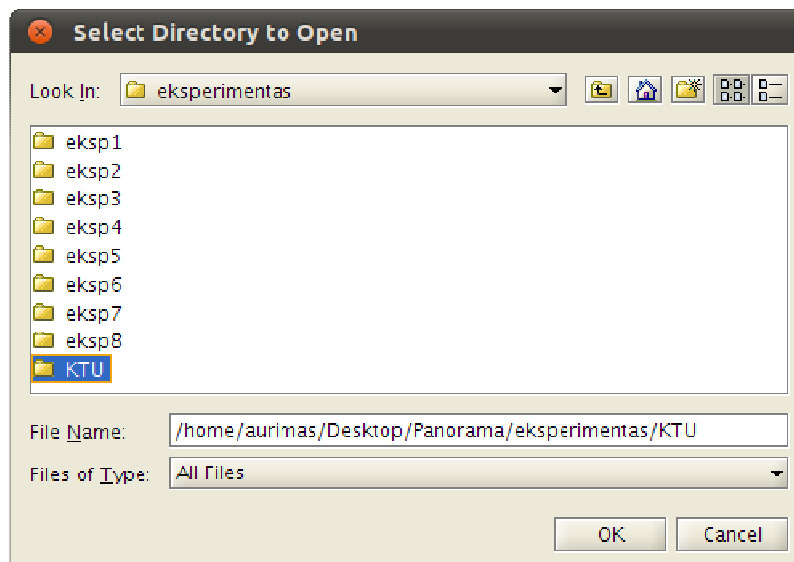 Select Directory to Open
Look In: eksperimentas
eksp1
eksp2
eksp3
eksp4
eksp5
eksp6
eksp7
eksp8
KTU
File Name: /home/aurimas/Desktop/Panorama/eksperimentas/KTU
Files of Type: All Files
OK Cancel